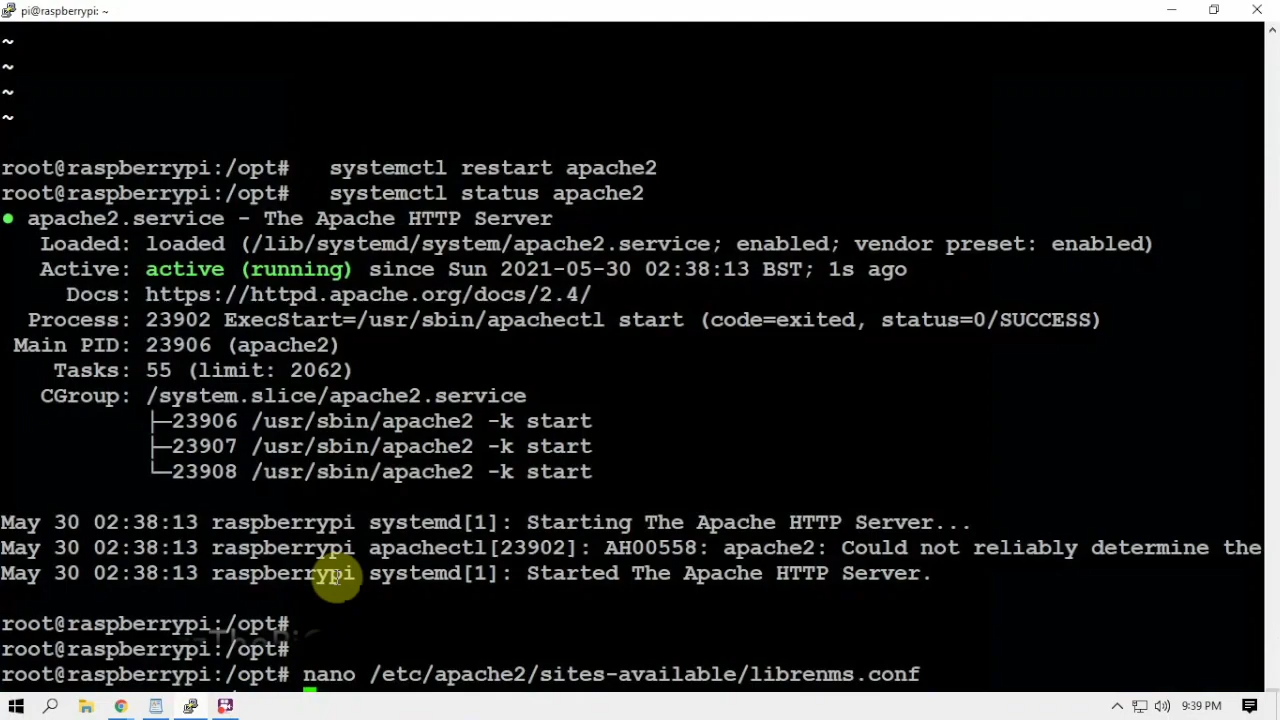 pi@raspberrypi: ~
~
~
~
~
root@raspberrypi:/opt#   systemctl restart apache2
root@raspberrypi:/opt#   systemctl status apache2
● apache2.service - The Apache HTTP Server
   Loaded: loaded (/lib/systemd/system/apache2.service; enabled; vendor preset: enabled)
   Active: active (running) since Sun 2021-05-30 02:38:13 BST; 1s ago
     Docs: https://httpd.apache.org/docs/2.4/
  Process: 23902 ExecStart=/usr/sbin/apachectl start (code=exited, status=0/SUCCESS)
 Main PID: 23906 (apache2)
    Tasks: 55 (limit: 2062)
   CGroup: /system.slice/apache2.service
           ├─23906 /usr/sbin/apache2 -k start
           ├─23907 /usr/sbin/apache2 -k start
           └─23908 /usr/sbin/apache2 -k start
May 30 02:38:13 raspberrypi systemd[1]: Starting The Apache HTTP Server...
May 30 02:38:13 raspberrypi apachectl[23902]: AH00558: apache2: Could not reliably determine the
May 30 02:38:13 raspberrypi systemd[1]: Started The Apache HTTP Server.
root@raspberrypi:/opt#
root@raspberrypi:/opt#
root@raspberrypi:/opt# nano /etc/apache2/sites-available/librenms.conf
9:39 PM